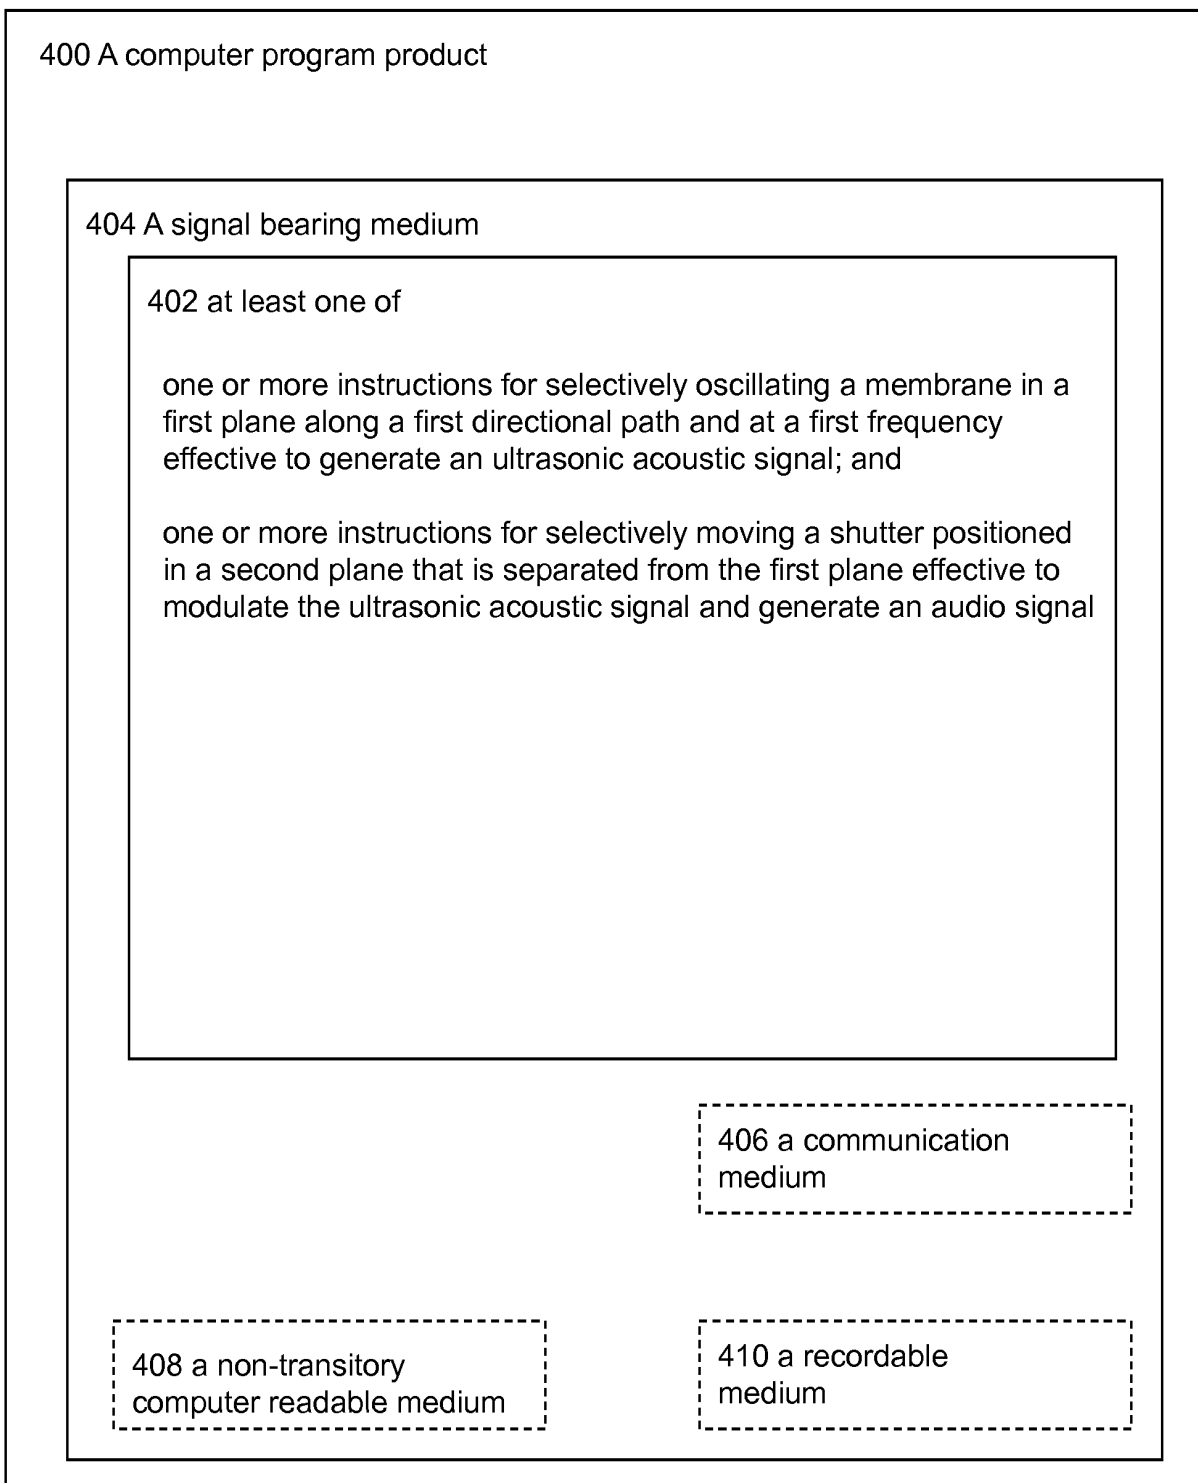 400 A computer program product
404 A signal bearing medium
402 at least one of
one or more instructions for selectively oscillating a membrane in a
first plane along a first directional path and at a first frequency
effective to generate an ultrasonic acoustic signal; and
one or more instructions for selectively moving a shutter positioned
in a second plane that is separated from the first plane effective to
modulate the ultrasonic acoustic signal and generate an audio signal
406 a communication
medium
408 a non-transitory
computer readable medium
410 a recordable
medium